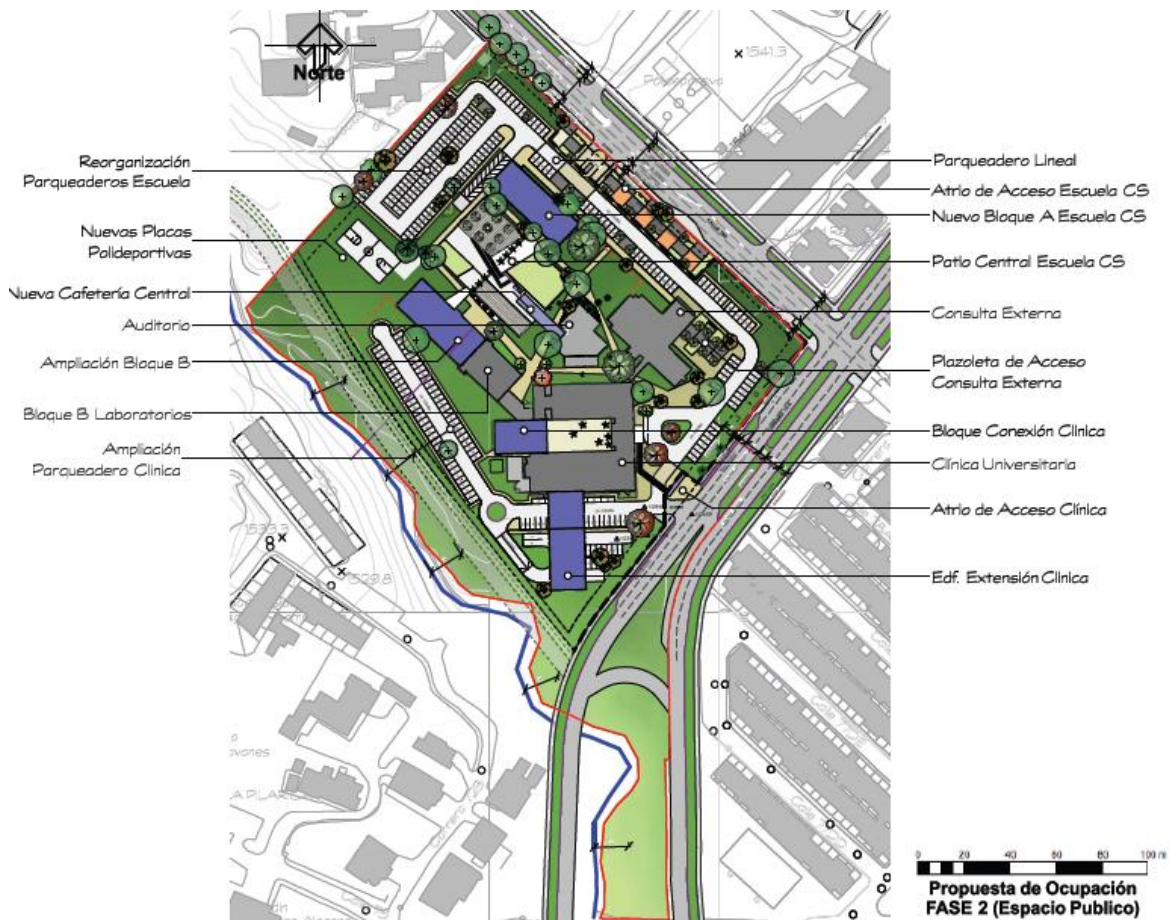 Norte
1541.3
Reorganización
Parqueaderos Escuela
Nuevas Placas
Polideportivas
Nueva Cafetería Central
Auditorio
Ampliación Bloque B
Bloque B Laboratorios
Ampliación
Parqueadero Clinica
Parqueadero Lineal
Atrio de Acceso Escuela CS
Nuevo Bloque A Escuela CS
Patio Central Escuela CS
Consulta Externa
Plazoleta de Acceso
Consulta Externa
Bloque Conexión Clinica
Clínica Universitaria
Atrio de Acceso Clínica
Edf. Extensión Clinica
0 20 40 60 80 100
Propuesta de Ocupación
FASE 2 (Espacio Publico)